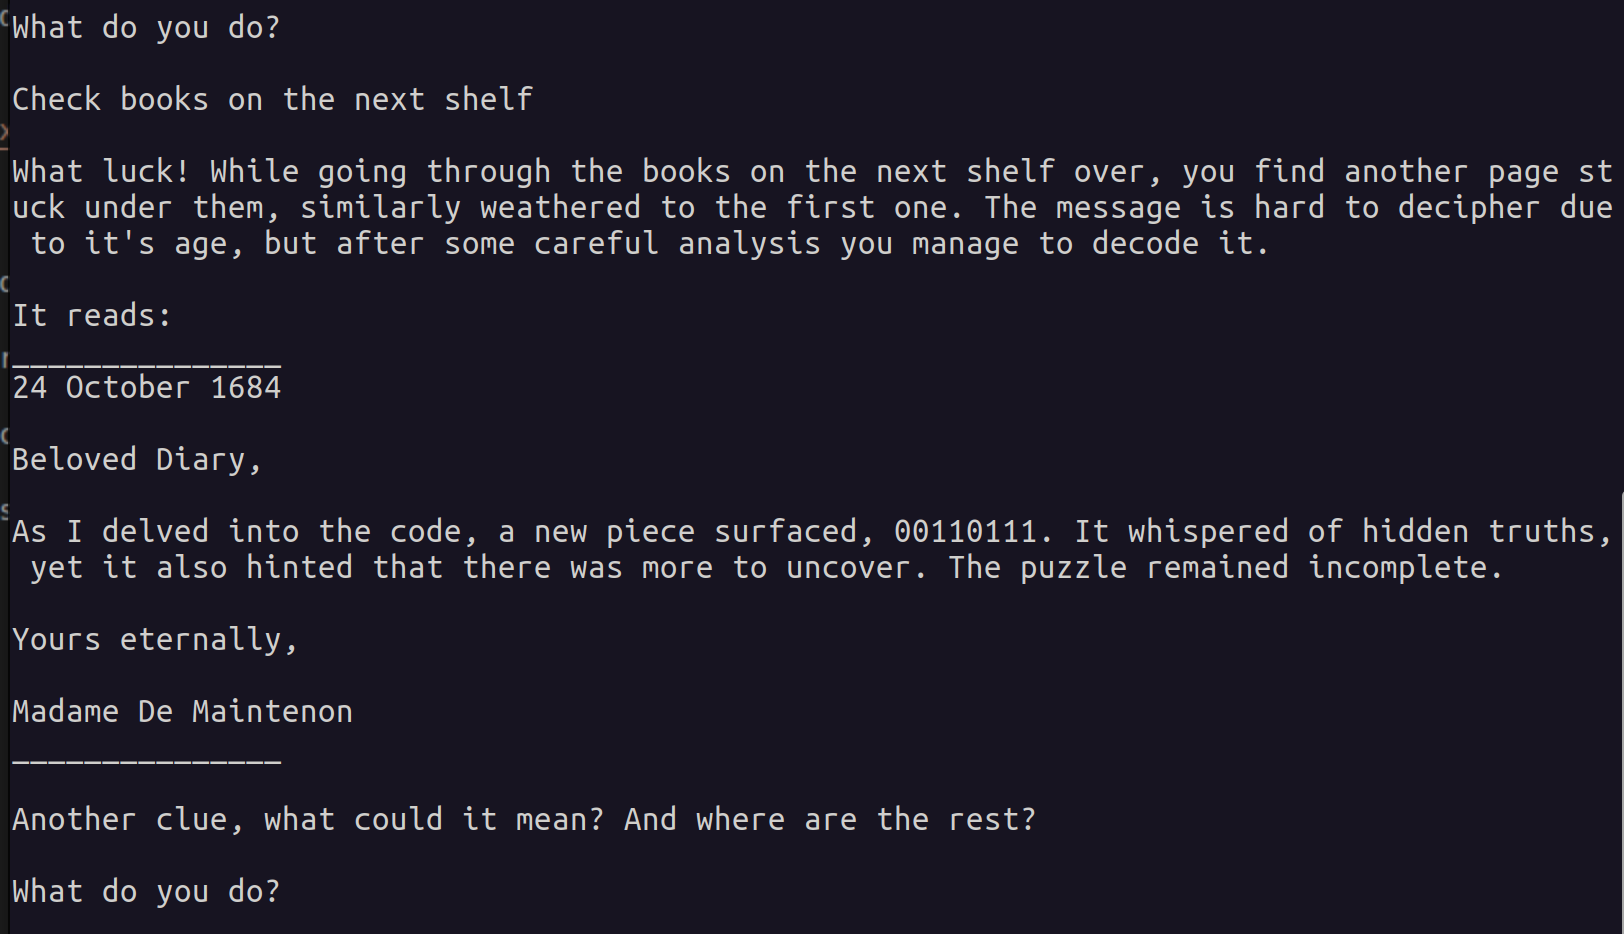 What do you do?
Check books on the next shelf
What luck! While going through the books on the next shelf over, you find another page st
uck under them, similarly weathered to the first one. The message is hard to decipher due
to it's age, but after some careful analysis you manage to decode it.
It reads:
_______________
24 October 1684
Beloved Diary,
As I delved into the code, a new piece surfaced, 00110111. It whispered of hidden truths,
yet it also hinted that there was more to uncover. The puzzle remained incomplete.
Yours eternally,
Madame De Maintenon
_______________
Another clue, what could it mean? And where are the rest?
What do you do?